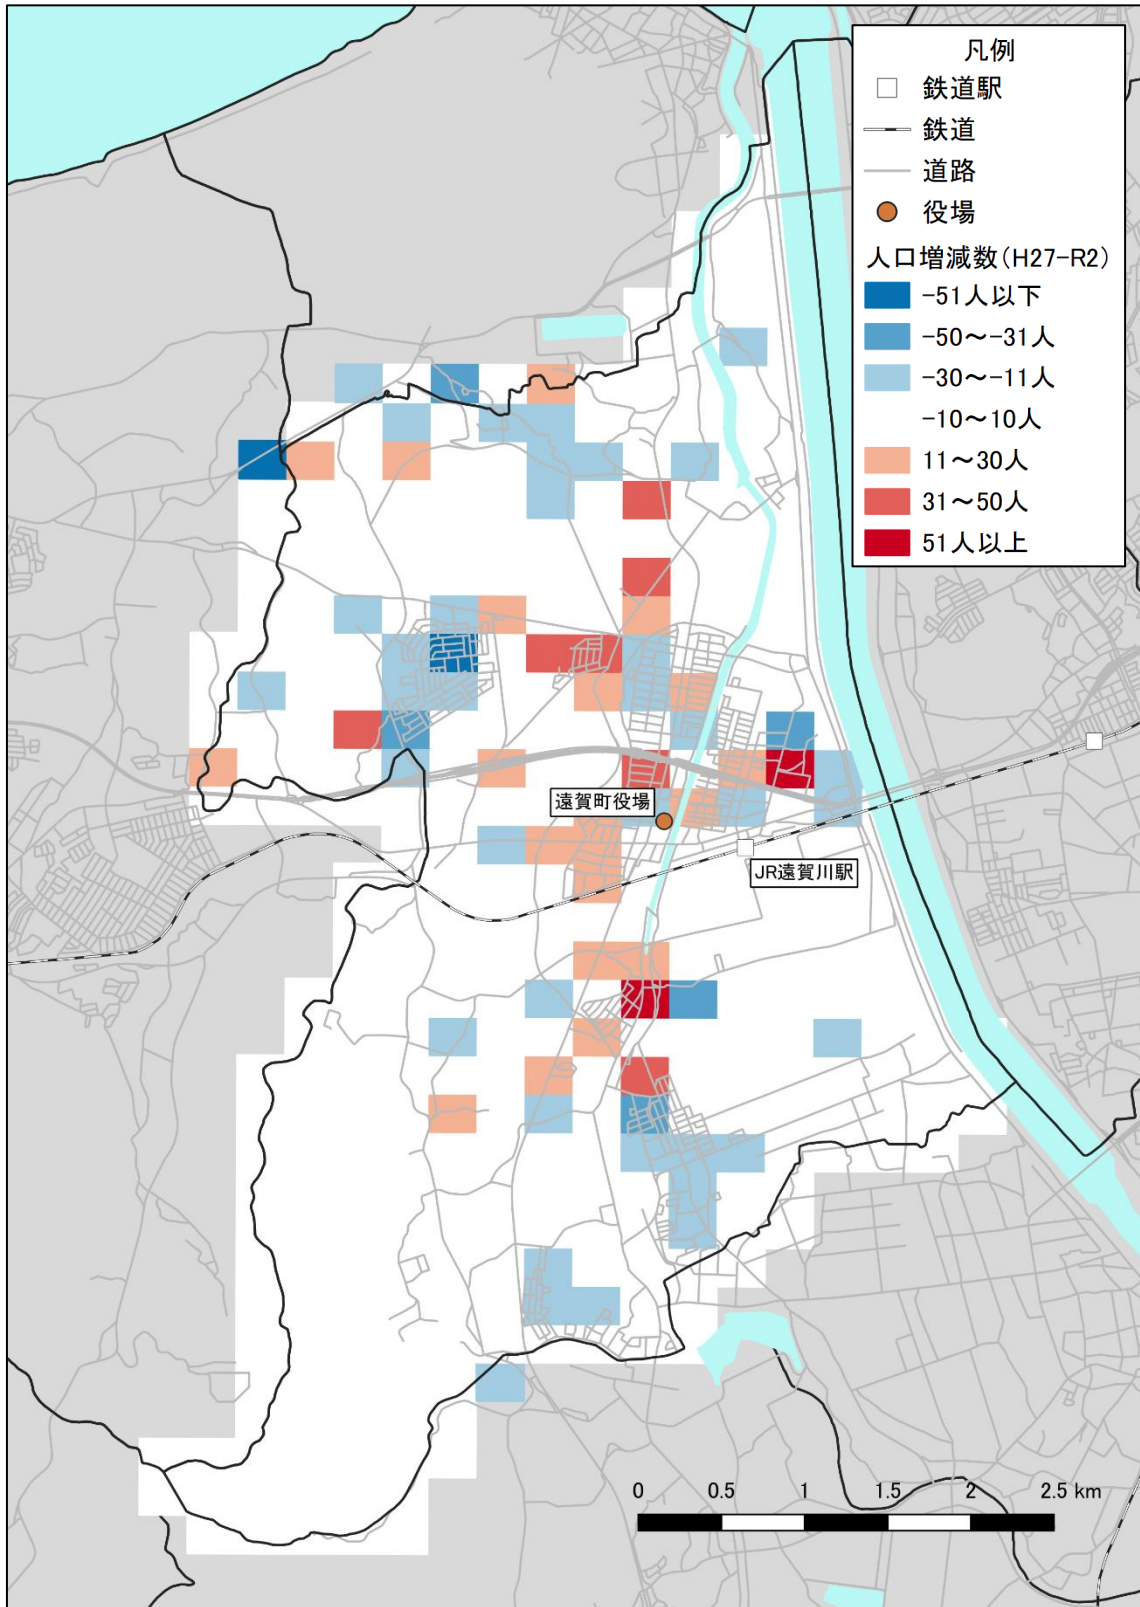 凡例
鉄道駅
鉄道
道路
役場
人口増減数(H27-R2)
-51人以下
-50～-31人
-30～-11人
-10～10人
11～30人
31～50人
51人以上
遠賀町役場
JR遠賀川駅
0 0.5 1 1.5 2 2.5 km